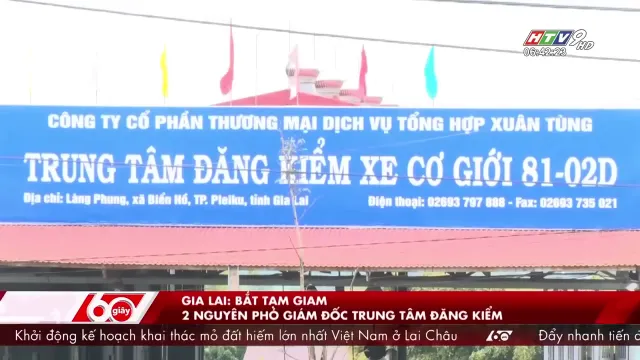 HTV9 HD
06:42:23
CÔNG TY CỔ PHẦN THƯƠNG MẠI DỊCH VỤ TỔNG HỢP XUÂN TÙNG
TRUNG TÂM ĐĂNG KIỂM XE CƠ GIỚI 81-02D
Địa chỉ: Làng Phung, xã Biển Hồ, TP. Pleiku, tỉnh Gia Lai
Điện thoại: 02693 797 888 - Fax: 02693 735 021
60 giây
GIA LAI: BẮT TẠM GIAM
2 NGUYÊN PHÓ GIÁM ĐỐC TRUNG TÂM ĐĂNG KIỂM
Khởi động kế hoạch khai thác mỏ đất hiếm lớn nhất Việt Nam ở Lai Châu 60 Đẩy nhanh tiến